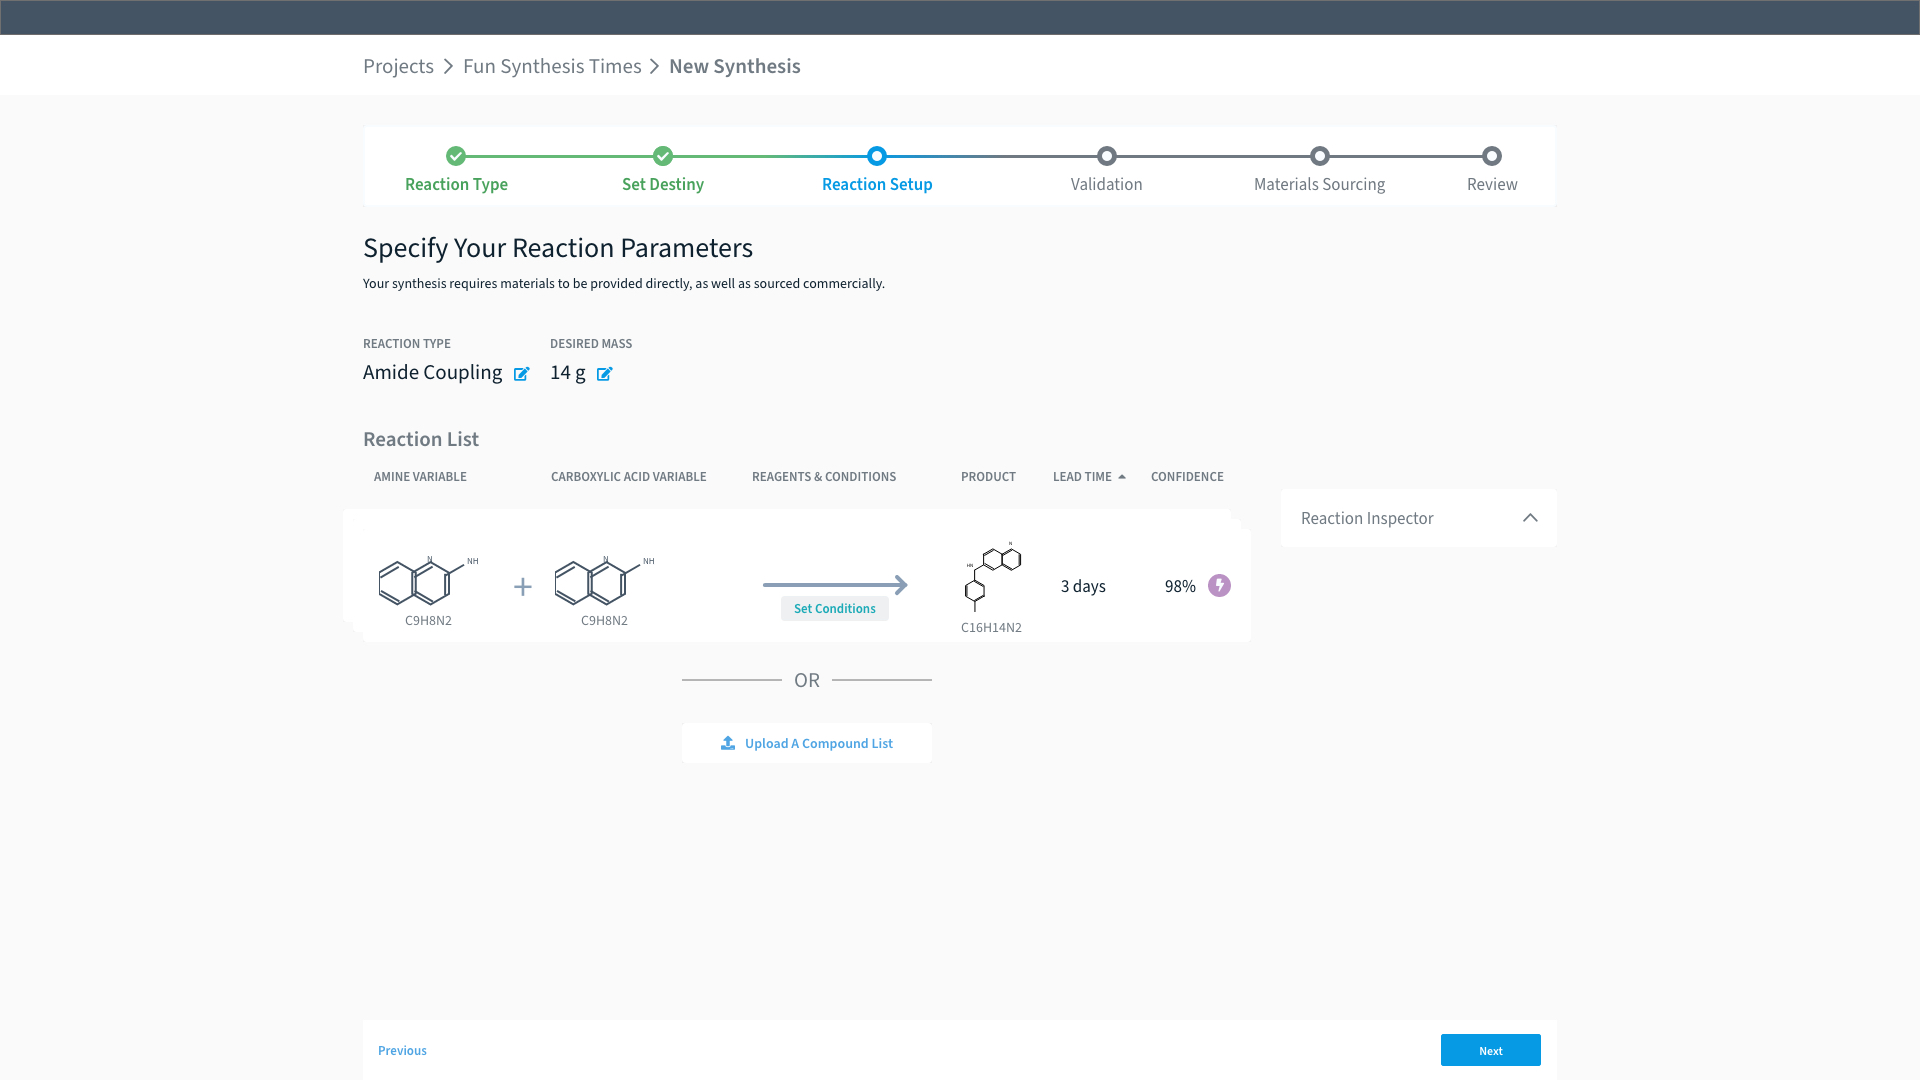 Projects > Fun Synthesis Times > New Synthesis
Reaction Type
Set Destiny
Reaction Setup
Validation
Materials Sourcing
Review
Specify Your Reaction Parameters
Your synthesis requires materials to be provided directly, as well as sourced commercially.
REACTION TYPE
DESIRED MASS
Amide Coupling
14 g
Reaction List
AMINE VARIABLE
CARBOXYLIC ACID VARIABLE
REAGENTS & CONDITIONS
PRODUCT
LEAD TIME
CONFIDENCE
Reaction Inspector
N
NH
C9H8N2
+
N
NH
C9H8N2
Set Conditions
N
HN
C16H14N2
3 days
98%
OR
Upload A Compound List
Previous
Next